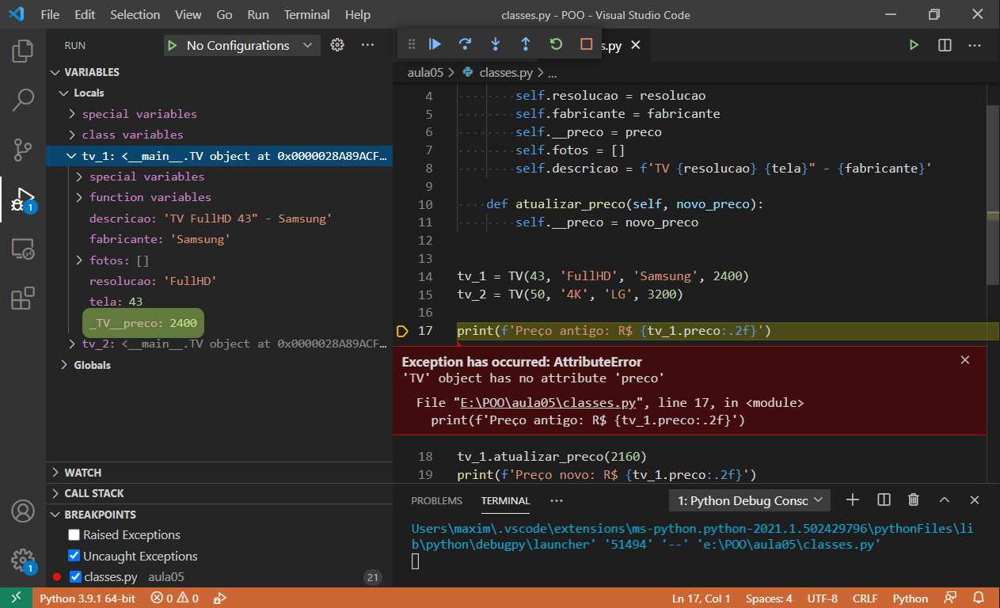 File Edit Selection View Go Run Terminal Help classes.py - POO - Visual Studio Code
RUN No Configurations
VARIABLES
Locals
special variables
class variables
tv_1: <__main__.TV object at 0x0000028A89ACF…
special variables
function variables
descricao: 'TV FullHD 43" - Samsung'
fabricante: 'Samsung'
fotos: []
resolucao: 'FullHD'
tela: 43
_TV__preco: 2400
tv_2: <__main__.TV object at 0x0000028A89ACF…
Globals
WATCH
CALL STACK
BREAKPOINTS
Raised Exceptions
Uncaught Exceptions
classes.py aula05 21
1
1
s.py
aula05 > classes.py > ...
4 self.resolucao = resolucao
5 self.fabricante = fabricante
6 self.__preco = preco
7 self.fotos = []
8 self.descricao = f'TV {resolucao} {tela}" - {fabricante}'
9
10 def atualizar_preco(self, novo_preco):
11 self.__preco = novo_preco
12
13
14 tv_1 = TV(43, 'FullHD', 'Samsung', 2400)
15 tv_2 = TV(50, '4K', 'LG', 3200)
16
17 print(f'Preço antigo: R$ {tv_1.preco:.2f}')
Exception has occurred: AttributeError
'TV' object has no attribute 'preco'
File "E:\POO\aula05\classes.py", line 17, in <module>
print(f'Preço antigo: R$ {tv_1.preco:.2f}')
18 tv_1.atualizar_preco(2160)
19 print(f'Preço novo: R$ {tv_1.preco:.2f}')
PROBLEMS TERMINAL ... 1: Python Debug Consc
Users\maxim\.vscode\extensions\ms-python.python-2021.1.502429796\pythonFiles\li
b\python\debugpy\launcher' '51494' '--' 'e:\POO\aula05\classes.py'
Python 3.9.1 64-bit 0 0 Ln 17, Col 1 Spaces: 4 UTF-8 CRLF Python